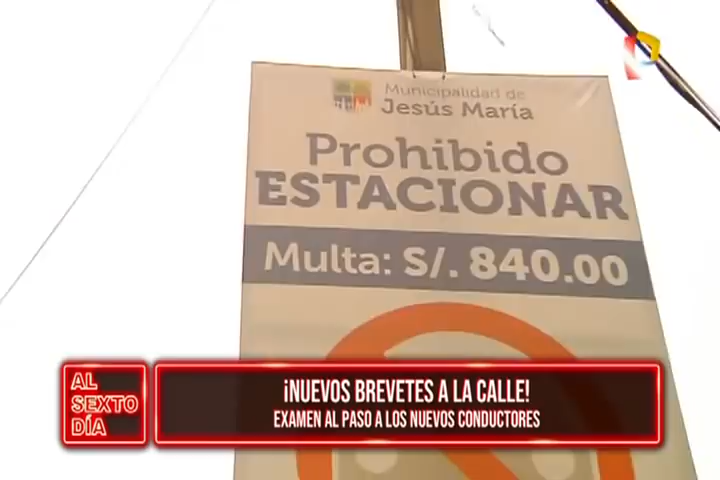 Municipalidad de
Jesús María
Prohibido
ESTACIONAR
Multa: S/. 840.00
AL
SEXTO
DÍA
¡NUEVOS BREVETES A LA CALLE!
EXAMEN AL PASO A LOS NUEVOS CONDUCTORES